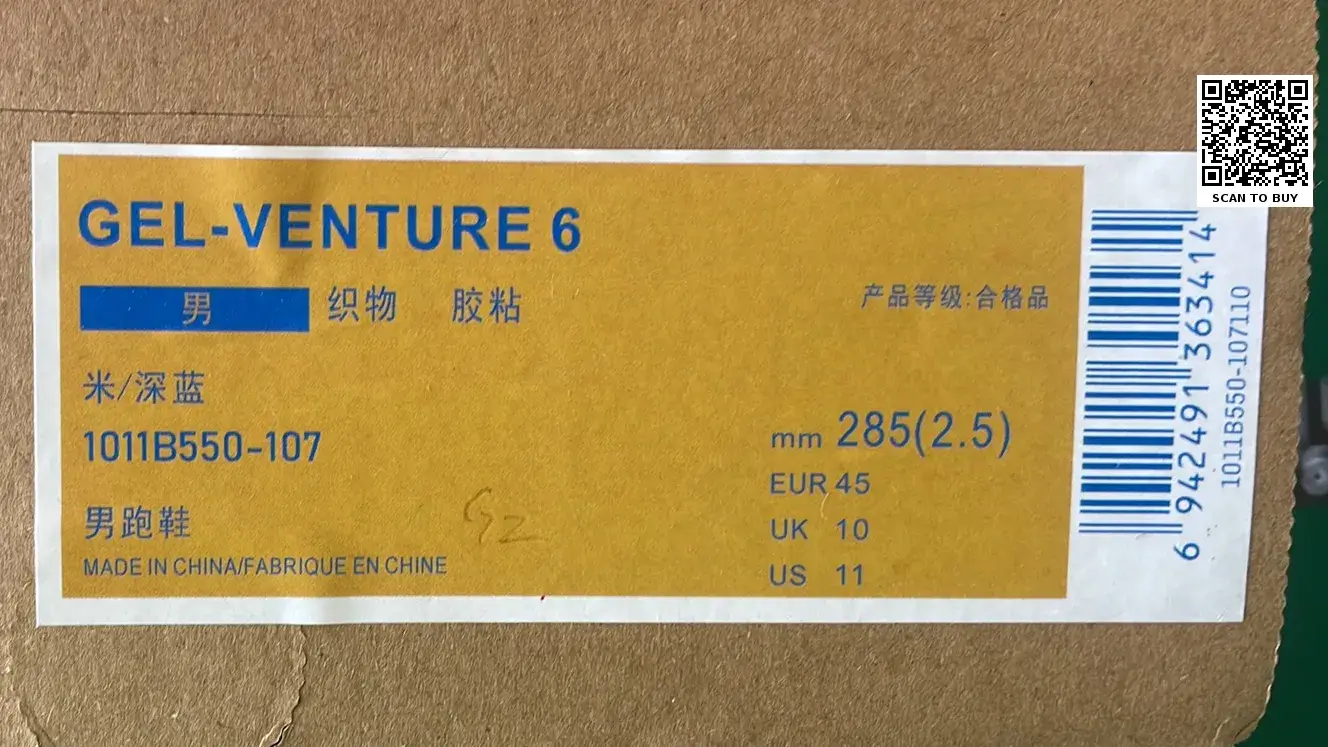 SCAN TO BUY
GEL-VENTURE 6
男 织物 胶粘
产品等级:合格品
米/深蓝
1011B550-107
mm 285(2.5)
EUR 45
男跑鞋
UK 10
MADE IN CHINA/FABRIQUE EN CHINE
US 11
GZ
6 942491 363414
1011B550-107110